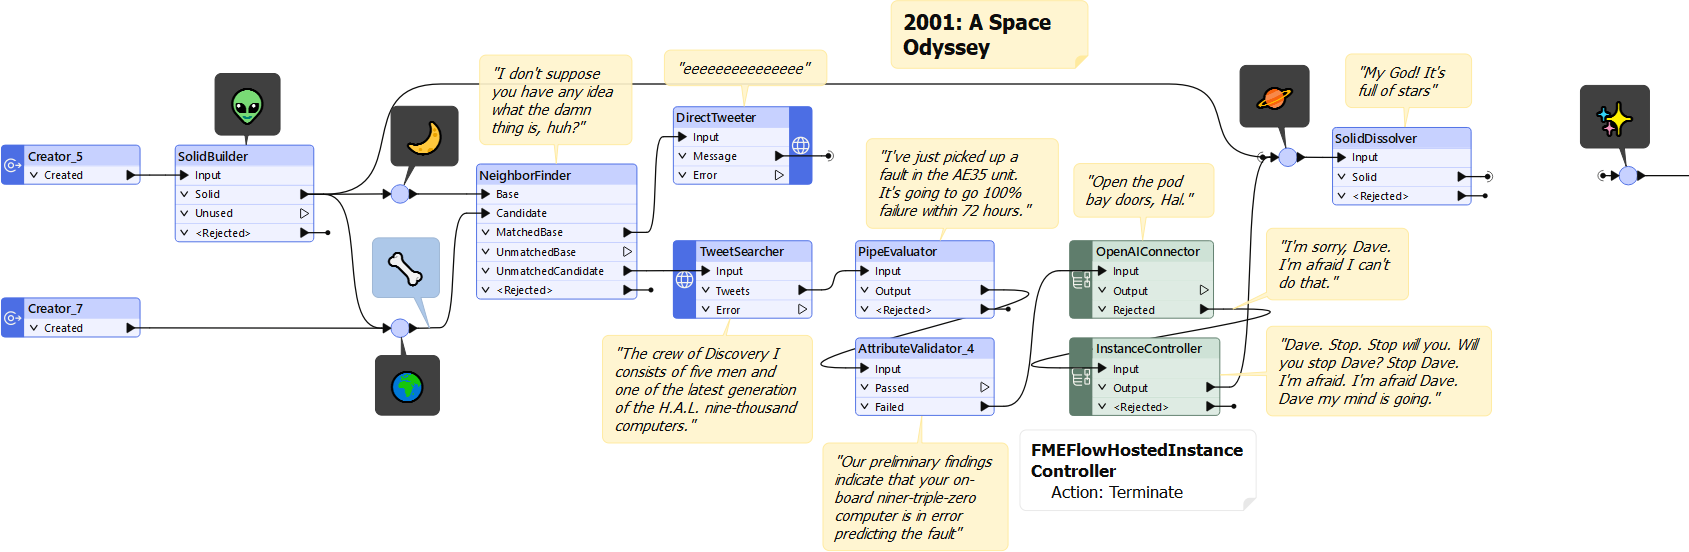 2001: A Space
Odyssey
"I don't suppose
you have any idea
what the damn
thing is, huh?"
"eeeeeeeeeeeeeee"
"My God! It's
full of stars"
Creator_5
Created
SolidBuilder
Input
Solid
Unused
<Rejected>
NeighborFinder
Base
Candidate
MatchedBase
UnmatchedBase
UnmatchedCandidate
<Rejected>
DirectTweeter
Input
Message
Error
"I've just picked up a
fault in the AE35 unit.
It's going to go 100%
failure within 72 hours."
"Open the pod
bay doors, Hal."
SolidDissolver
Input
Solid
<Rejected>
TweetSearcher
Input
Tweets
Error
PipeEvaluator
Input
Output
<Rejected>
OpenAIConnector
Input
Output
Rejected
"I'm sorry, Dave.
I'm afraid I can't
do that."
Creator_7
Created
"The crew of Discovery I
consists of five men and
one of the latest generation
of the H.A.L. nine-thousand
computers."
AttributeValidator_4
Input
Passed
Failed
InstanceController
Input
Output
<Rejected>
"Dave. Stop. Stop will you. Will
you stop Dave? Stop Dave.
I'm afraid. I'm afraid Dave.
Dave my mind is going."
"Our preliminary findings
indicate that your on-
board niner-triple-zero
computer is in error
predicting the fault"
FMEFlowHostedInstance
Controller
Action: Terminate